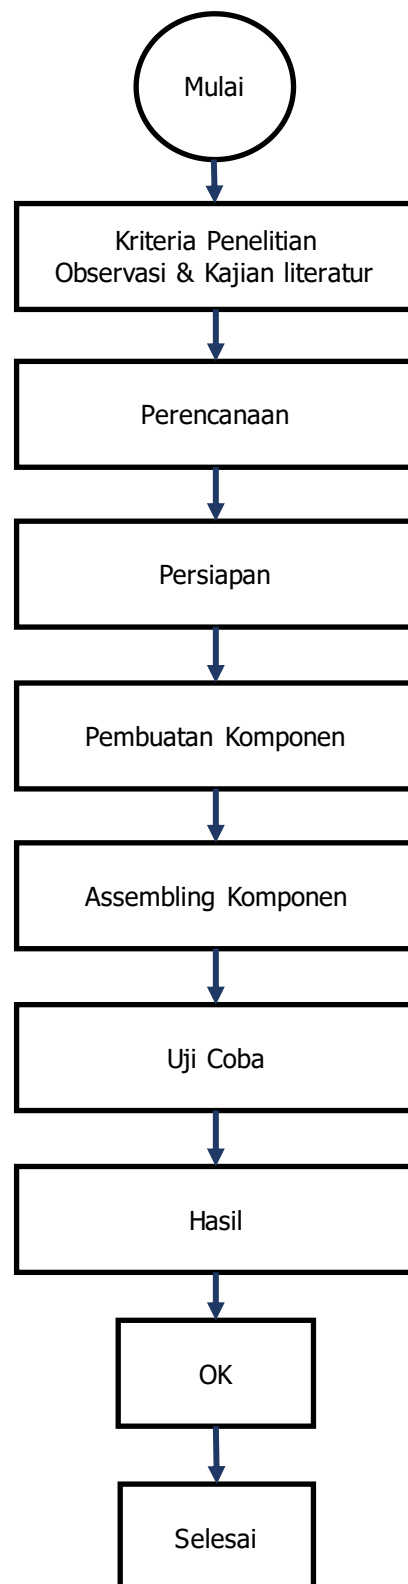 Mulai
Kriteria Penelitian
Observasi & Kajian literatur
Perencanaan
Persiapan
Pembuatan Komponen
Assembling Komponen
Uji Coba
Hasil
OK
Selesai